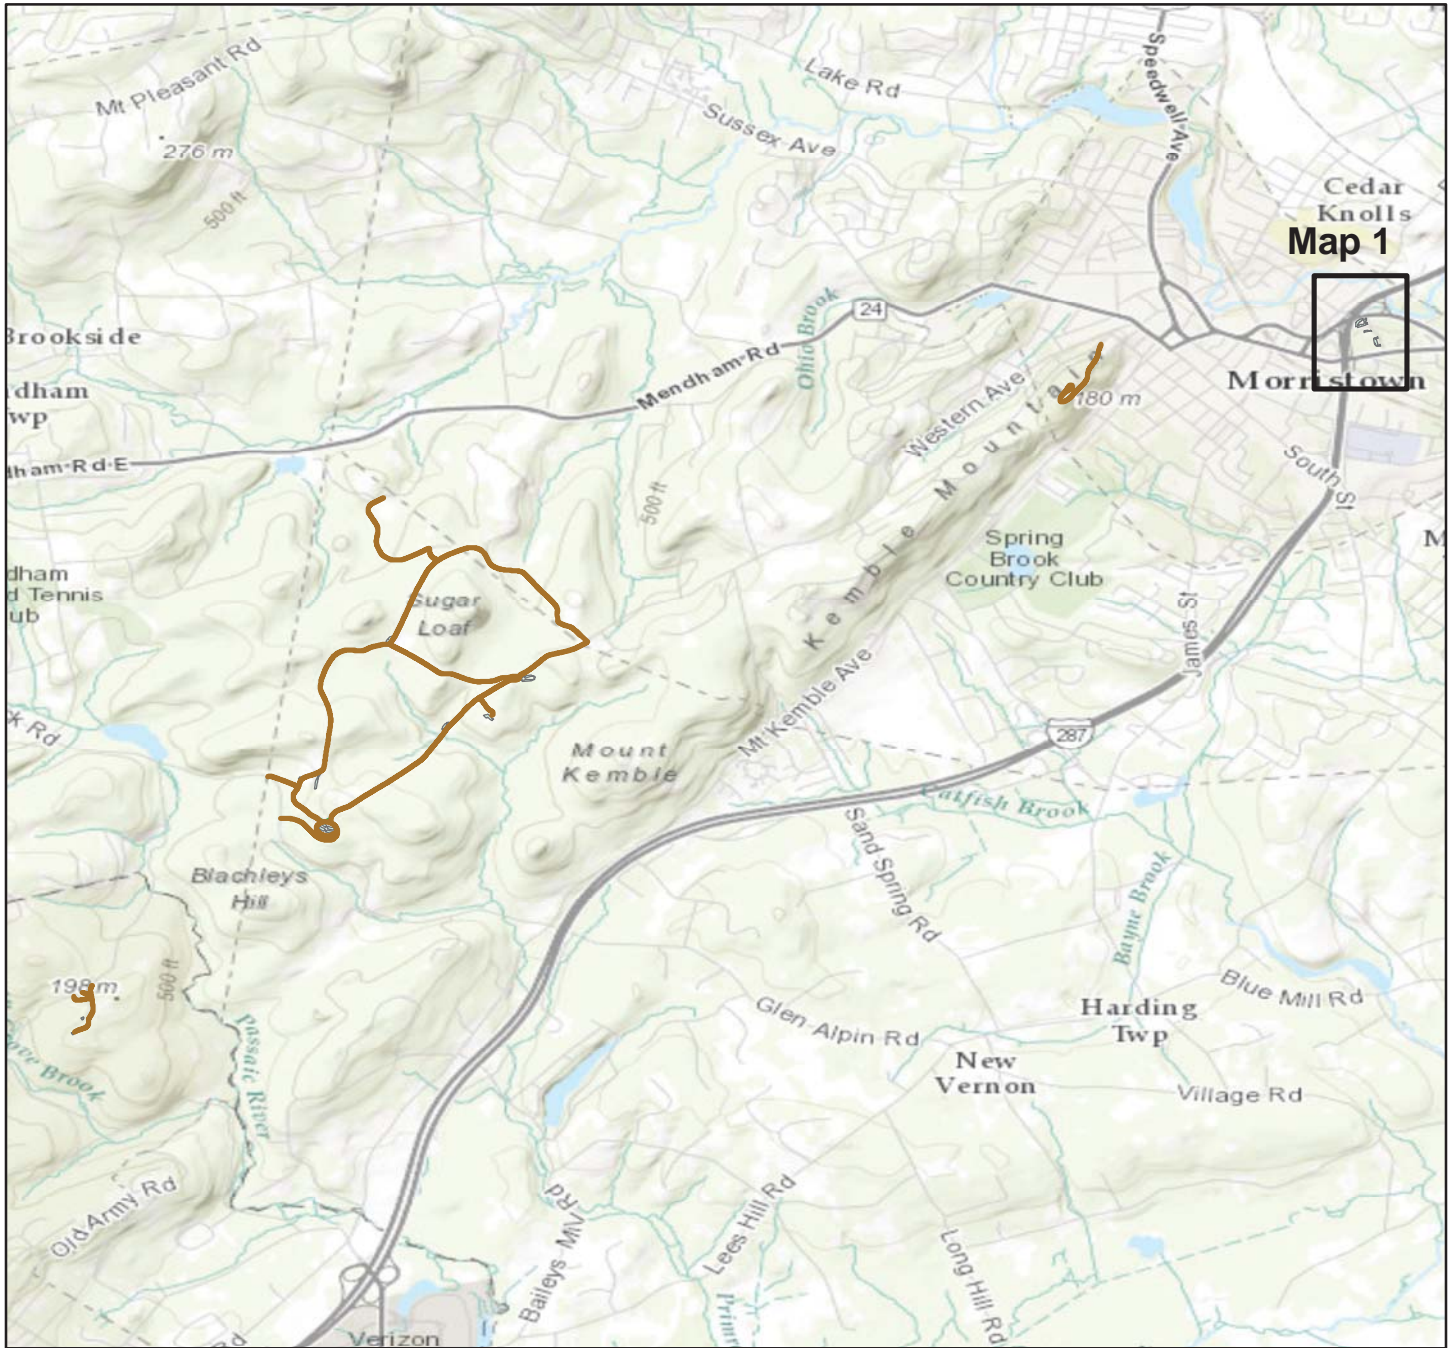 Mt Pleasant Rd
276 m
500 ft
Lake Rd
Sussex Ave
Speedwell Ave
Cedar
Knolls
Map 1
Brookside
24
Ohio Brook
Mendham Rd
Morristown
Western Ave
180 m
Kemble Mountain
South St
500 ft
Spring
Brook
Country Club
dham
Twp
dham Rd E
dham
d Tennis
ub
Sugar
Loaf
James St
Mt Kemble Ave
287
ck Rd
Mount
Kemble
Catfish Brook
Sand Spring Rd
Bayne Brook
Blachleys
Hill
198 m
500 ft
Passaic River
Blue Mill Rd
Harding
Twp
Glen Alpin Rd
New
Vernon
Village Rd
Brook
Old Army Rd
Baileys Mill Rd
Lees Hill Rd
Long Hill Rd
Verizon
Rd
M